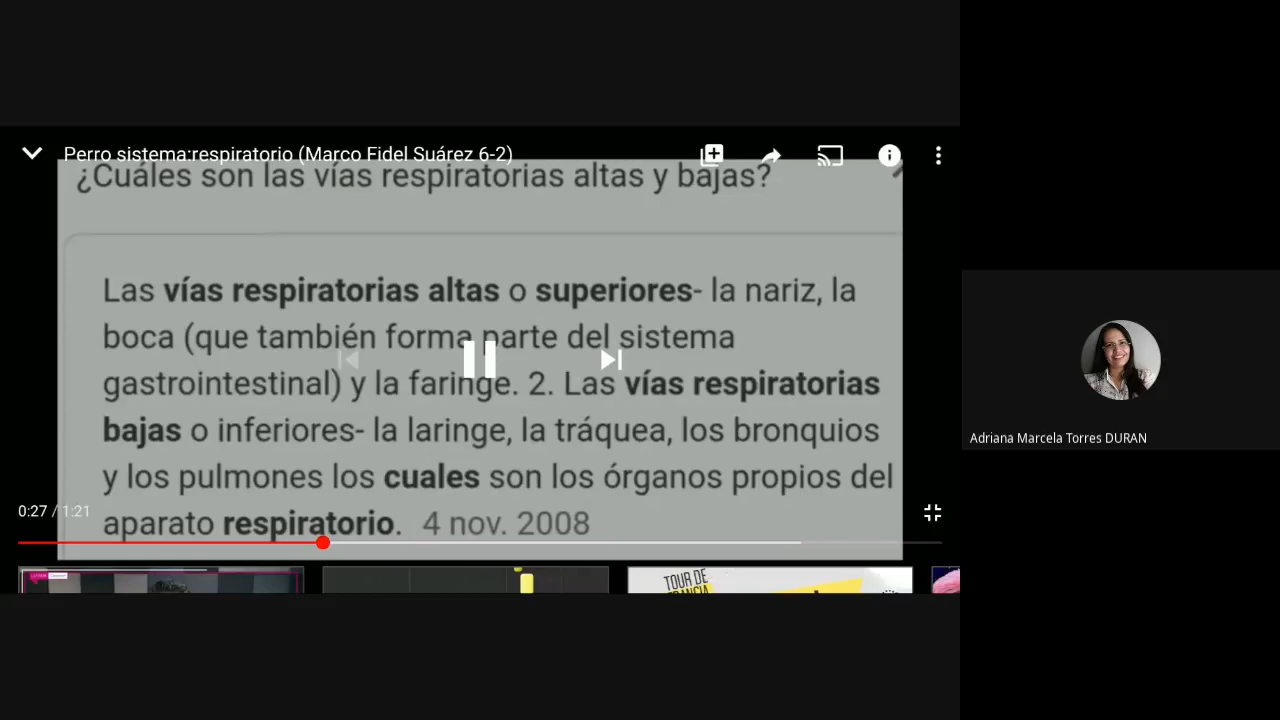 Perro sistema:respiratorio (Marco Fidel Suárez 6-2)
¿Cuáles son las vías respiratorias altas y bajas?
Las vías respiratorias altas o superiores- la nariz, la
boca (que también forma parte del sistema
gastrointestinal) y la faringe. 2. Las vías respiratorias
bajas o inferiores- la laringe, la tráquea, los bronquios
y los pulmones los cuales son los órganos propios del
aparato respiratorio. 4 nov. 2008
0:27 / 1:21
TOUR DE
Adriana Marcela Torres DURAN